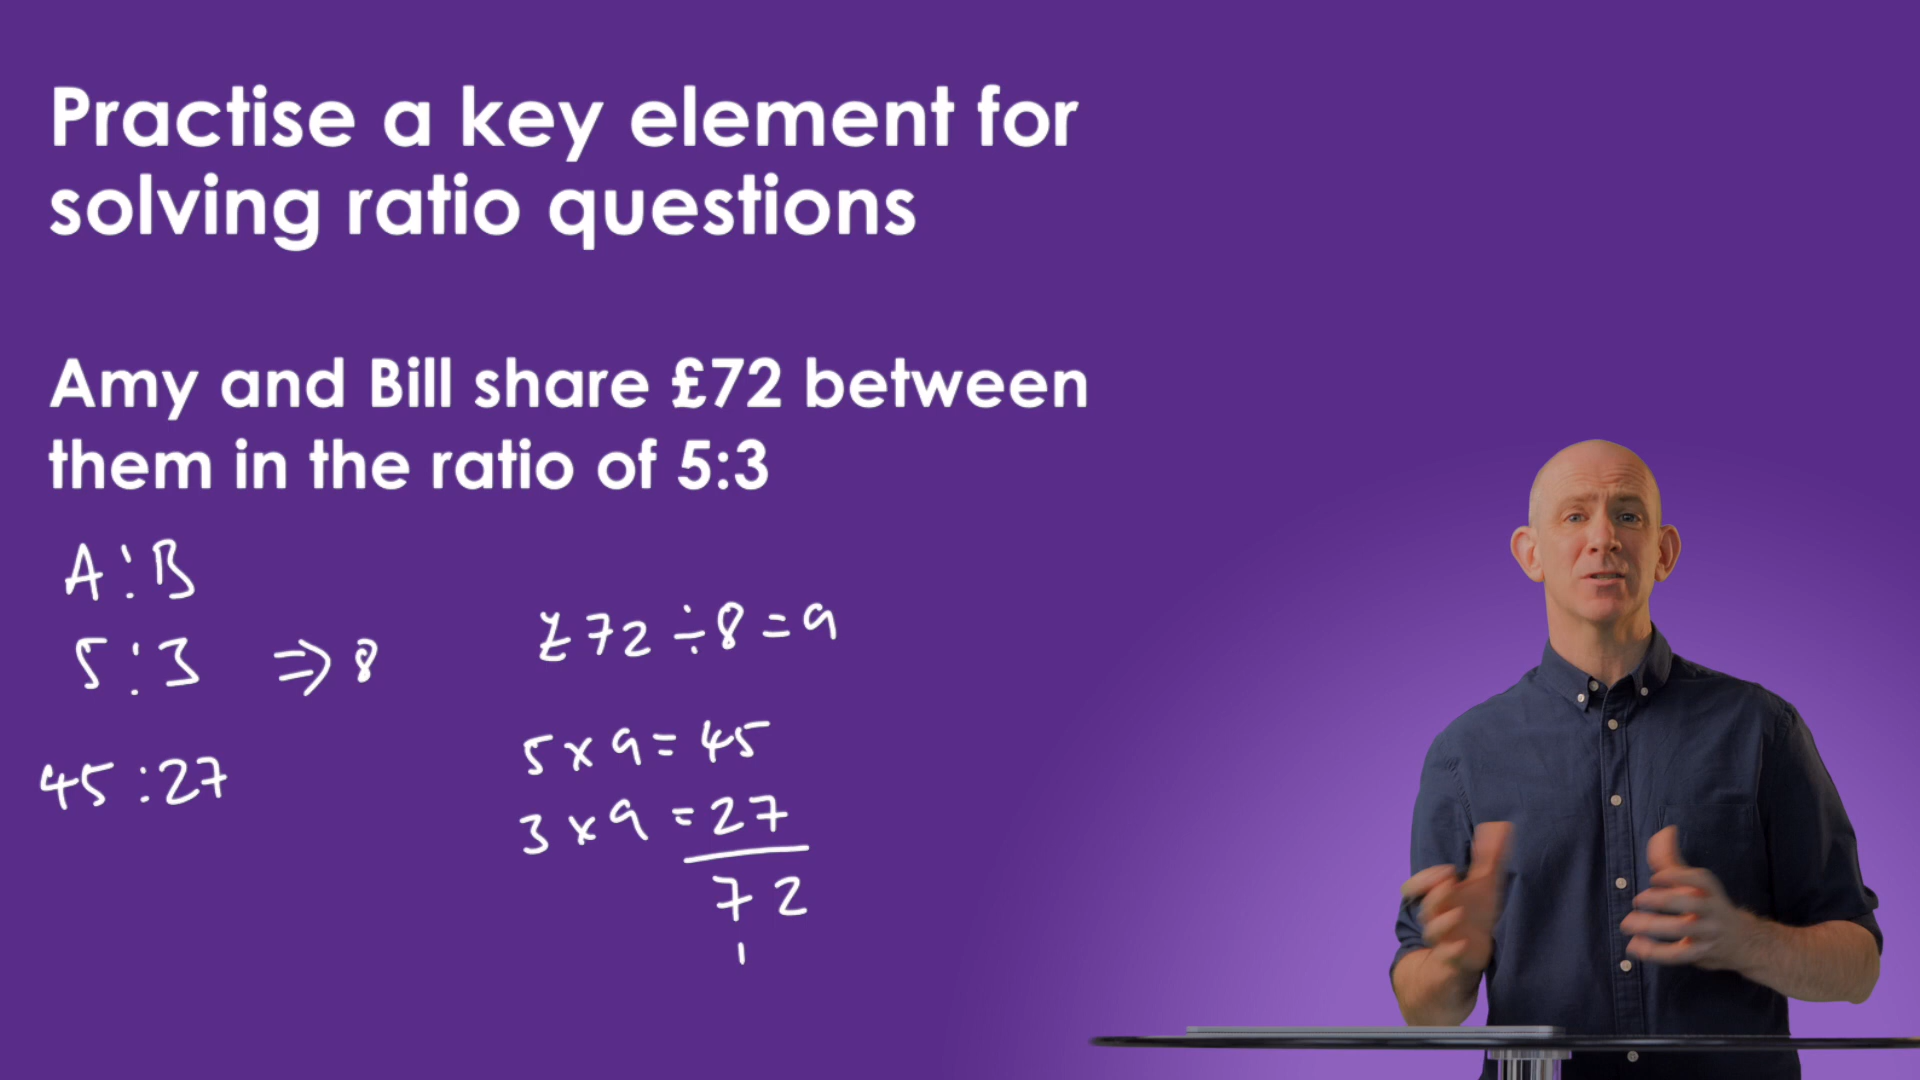 Practise a key element for
solving ratio questions
Amy and Bill share £72 between
them in the ratio of 5:3
A:B
5:3 ⇒ 8
£72÷8=9
45:27
5×9=45
3×9=27
72
1